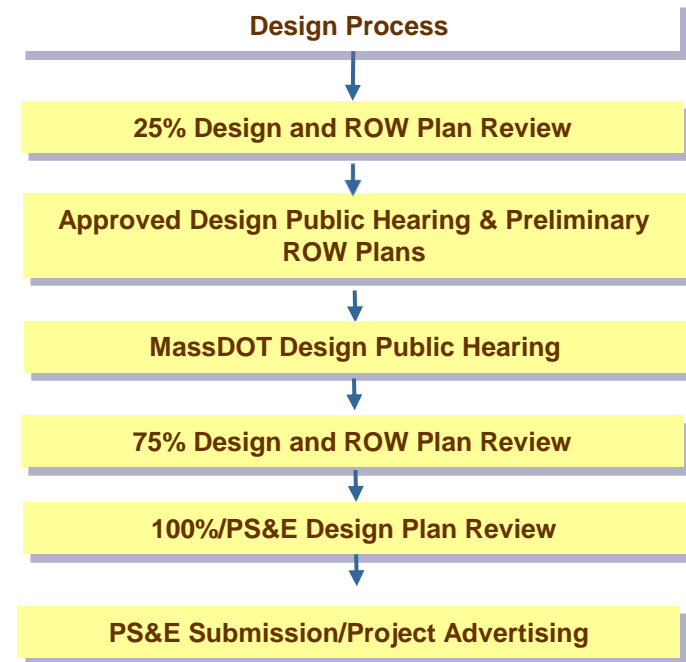 Design Process
25% Design and ROW Plan Review
Approved Design Public Hearing & Preliminary
ROW Plans
MassDOT Design Public Hearing
75% Design and ROW Plan Review
100%/PS&E Design Plan Review
PS&E Submission/Project Advertising